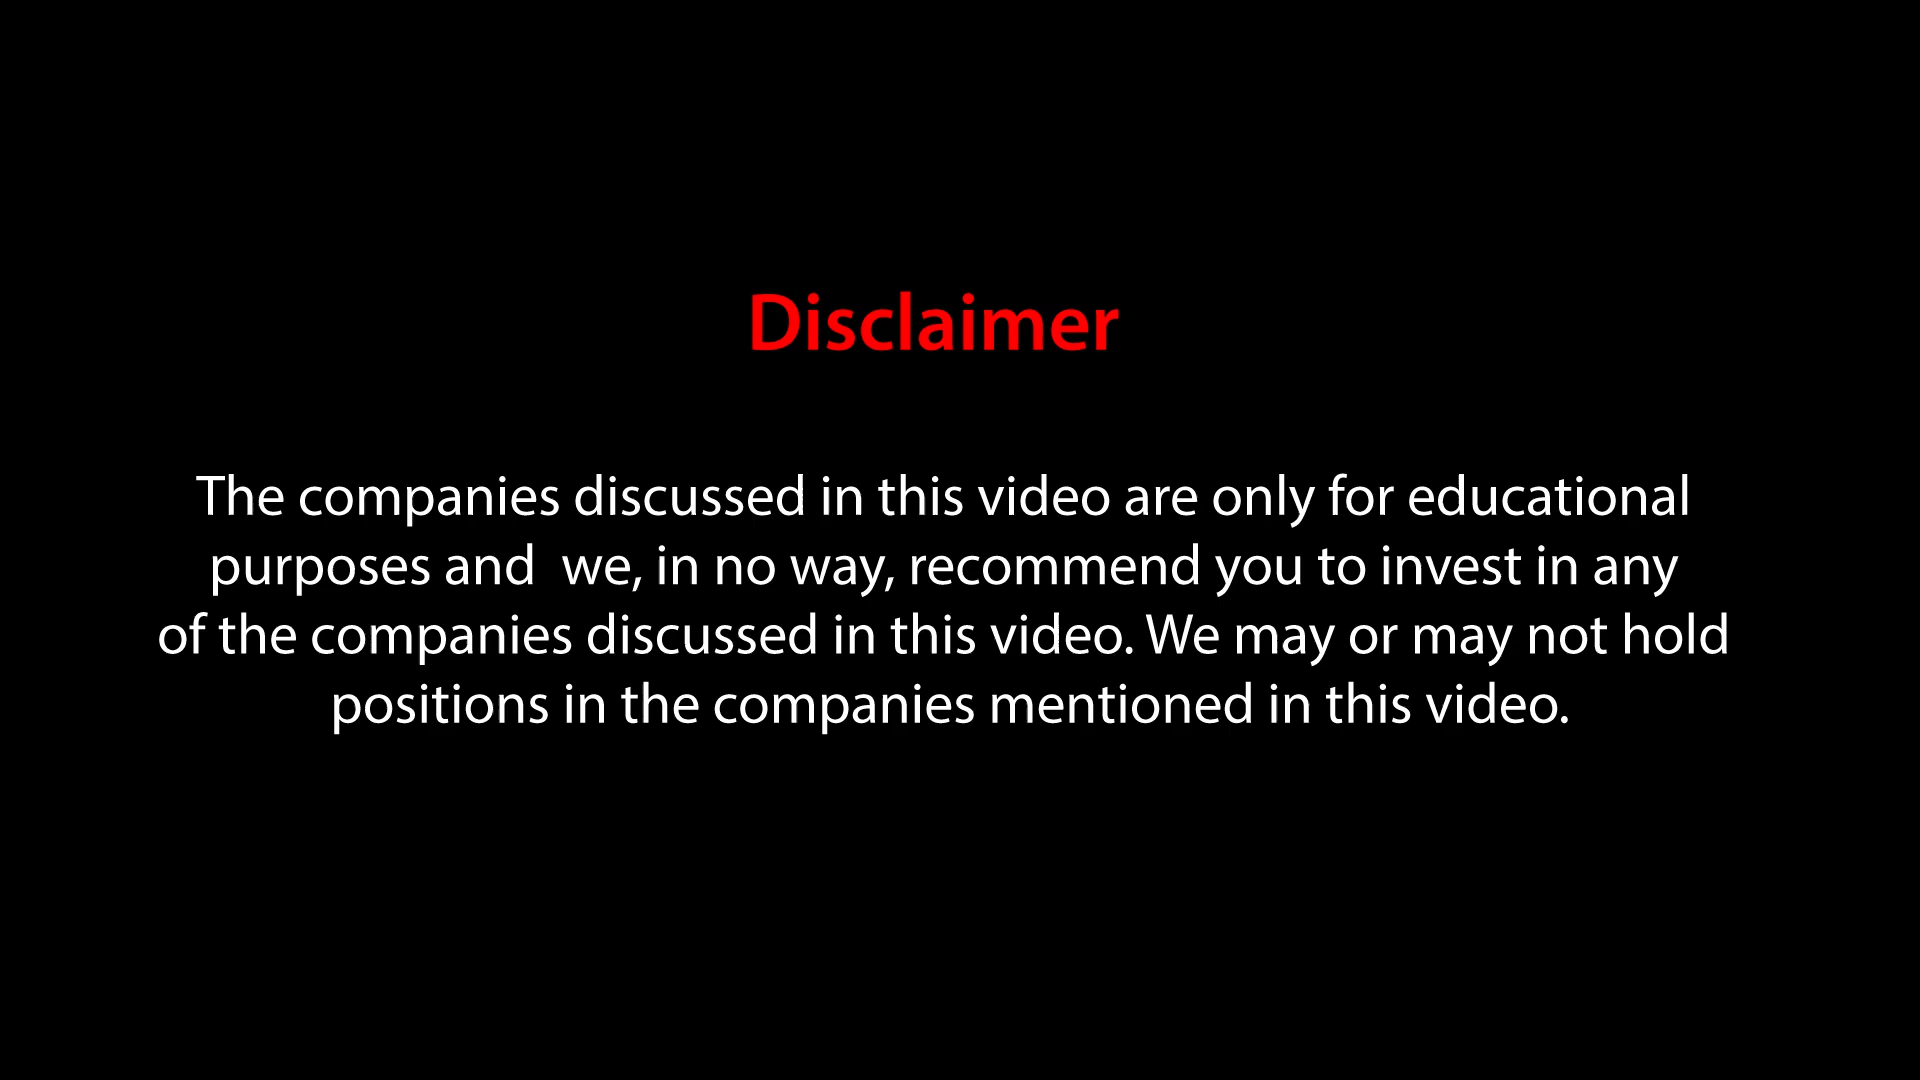 Disclaimer
The companies discussed in this video are only for educational
purposes and  we, in no way, recommend you to invest in any
of the companies discussed in this video. We may or may not hold
positions in the companies mentioned in this video.